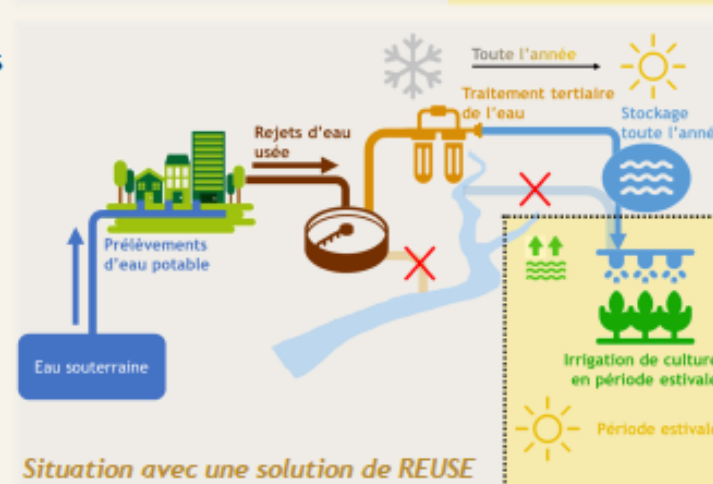 Toute l'année
Traitement tertiaire
de l'eau
Stockage
toute l'anné
Rejets d'eau
usée
Prélèvements
d'eau potable
Eau souterraine
Irrigation de culture
en période estivale
Période estivale
Situation avec une solution de REUSE